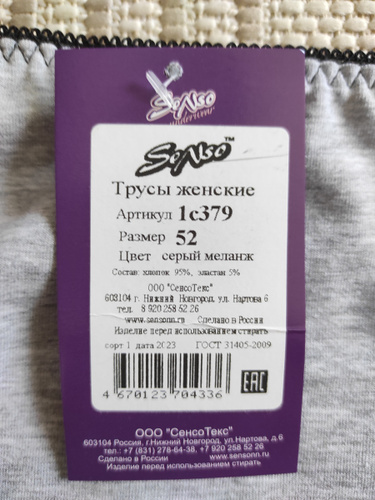 SeNso
underwear
SeNso™
Трусы женские
Артикул 1с379
Размер 52
Цвет серый меланж
Состав: хлопок 95%, эластан 5%
ООО "СенсоТекс"
603104 г. Нижний Новгород, ул. Нартова 6
тел. 8 920 258 52 26
www.sensonn.ru Сделано в России
Изделие перед использованием стирать
сорт 1 дата 2023 ГОСТ 31405-2009
EAC
4 670123 704336
ООО "СенсоТекс"
603104 Россия, г.Нижний Новгород, ул.Нартова, д.6
тел.: +7 (831) 278-64-38, +7 920 258 52 26
Сделано в России www.sensonn.ru
Изделие перед использованием стирать